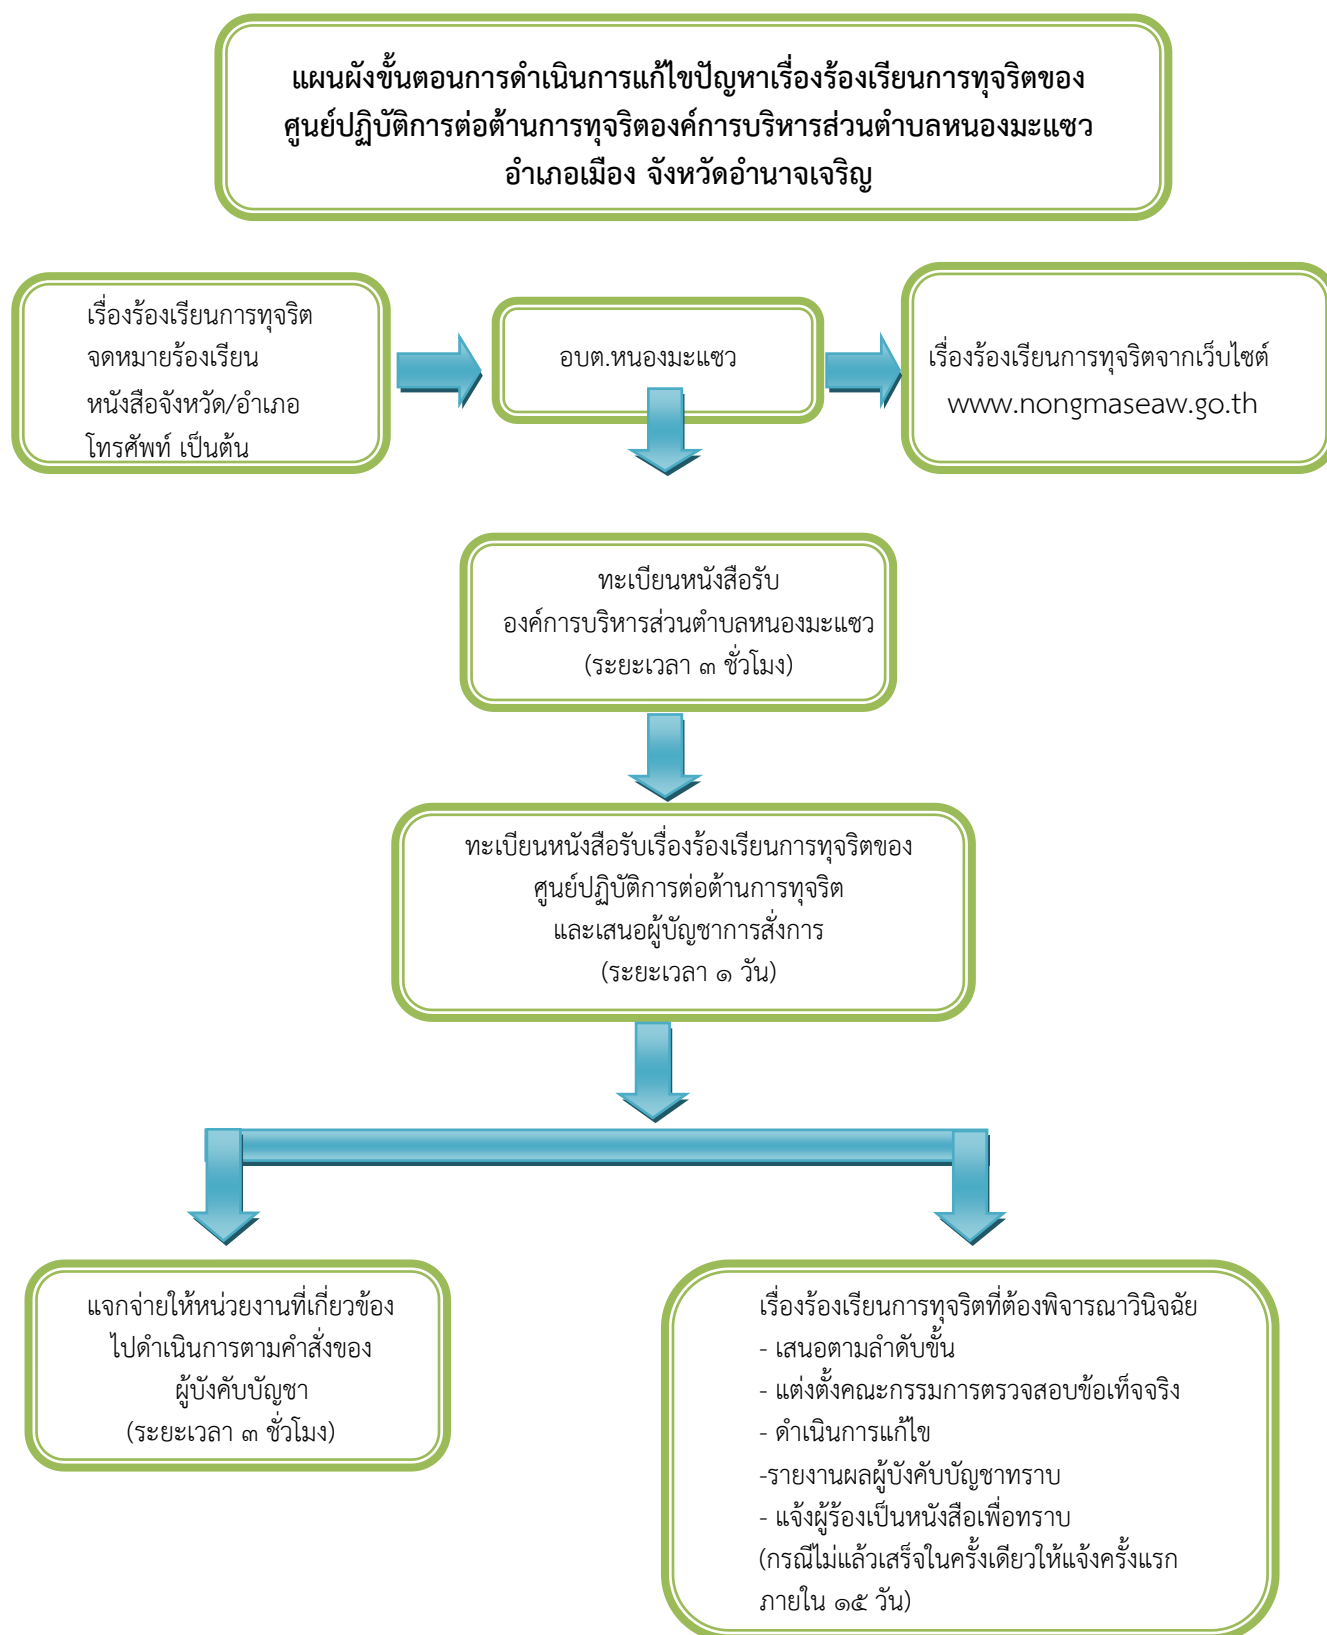 แผนผังขั้นตอนการดำเนินการแก้ไขปัญหาเรื่องร้องเรียนการทุจริตของ
ศูนย์ปฏิบัติการต่อต้านการทุจริตองค์การบริหารส่วนตำบลหนองมะแซว
อำเภอเมือง จังหวัดอำนาจเจริญ
เรื่องร้องเรียนการทุจริต
จดหมายร้องเรียน
หนังสือจังหวัด/อำเภอ
โทรศัพท์ เป็นต้น
อบต.หนองมะแซว
เรื่องร้องเรียนการทุจริตจากเว็บไซต์
www.nongmaseaw.go.th
ทะเบียนหนังสือรับ
องค์การบริหารส่วนตำบลหนองมะแซว
(ระยะเวลา ๓ ชั่วโมง)
ทะเบียนหนังสือรับเรื่องร้องเรียนการทุจริตของ
ศูนย์ปฏิบัติการต่อต้านการทุจริต
และเสนอผู้บัญชาการสั่งการ
(ระยะเวลา ๑ วัน)
แจกจ่ายให้หน่วยงานที่เกี่ยวข้อง
ไปดำเนินการตามคำสั่งของ
ผู้บังคับบัญชา
(ระยะเวลา ๓ ชั่วโมง)
เรื่องร้องเรียนการทุจริตที่ต้องพิจารณาวินิจฉัย
- เสนอตามลำดับขั้น
- แต่งตั้งคณะกรรมการตรวจสอบข้อเท็จจริง
- ดำเนินการแก้ไข
-รายงานผลผู้บังคับบัญชาทราบ
- แจ้งผู้ร้องเป็นหนังสือเพื่อทราบ
(กรณีไม่แล้วเสร็จในครั้งเดียวให้แจ้งครั้งแรก
ภายใน ๑๕ วัน)